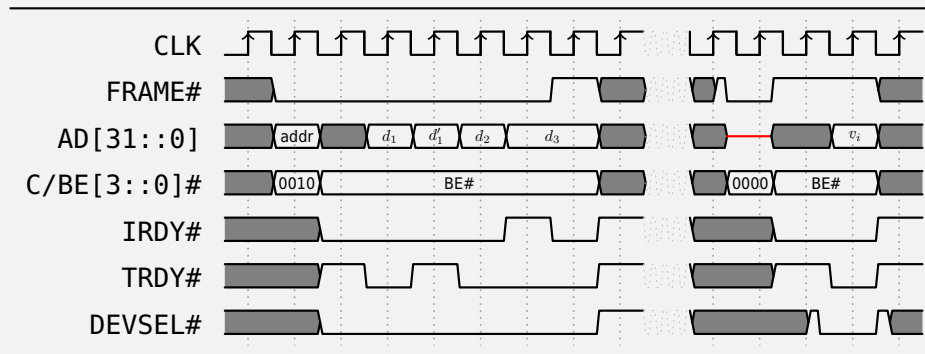 CLK
FRAME#
AD[31::0] addr d₁ d′₁ d₂ d₃ vᵢ
C/BE[3::0]# 0010 BE# 0000 BE#
IRDY#
TRDY#
DEVSEL#